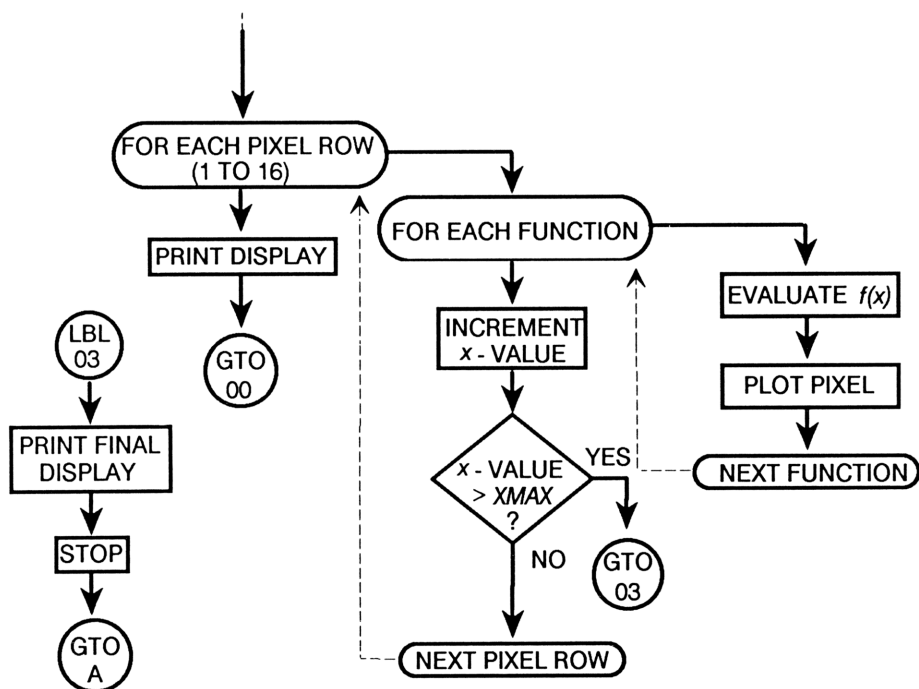 FOR EACH PIXEL ROW
(1 TO 16)
PRINT DISPLAY
GTO
00
LBL
03
PRINT FINAL
DISPLAY
STOP
GTO
A
FOR EACH FUNCTION
INCREMENT
x - VALUE
x - VALUE
> XMAX
?
YES
NO
GTO
03
NEXT PIXEL ROW
EVALUATE f(x)
PLOT PIXEL
NEXT FUNCTION